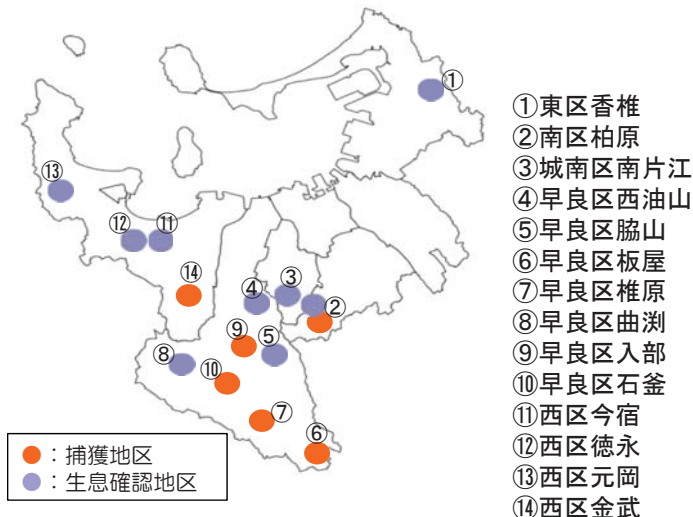 ①
⑬
⑫
⑪
⑭
④
③
②
⑨
⑤
⑧
⑩
⑦
⑥
：捕獲地区
：生息確認地区
①東区香椎
②南区柏原
③城南区南片江
④早良区西油山
⑤早良区脇山
⑥早良区板屋
⑦早良区椎原
⑧早良区曲渕
⑨早良区入部
⑩早良区石釜
⑪西区今宿
⑫西区徳永
⑬西区元岡
⑭西区金武